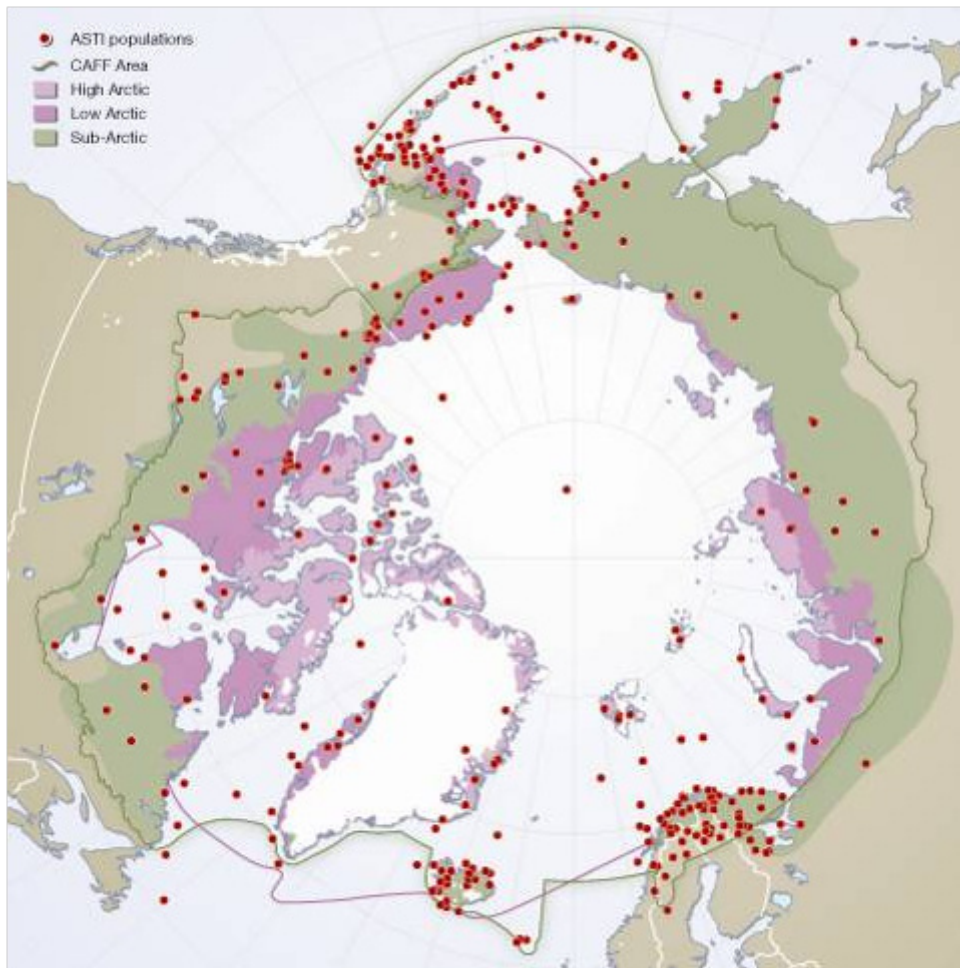 ASTI populations
CAFF Area
High Arctic
Low Arctic
Sub-Arctic